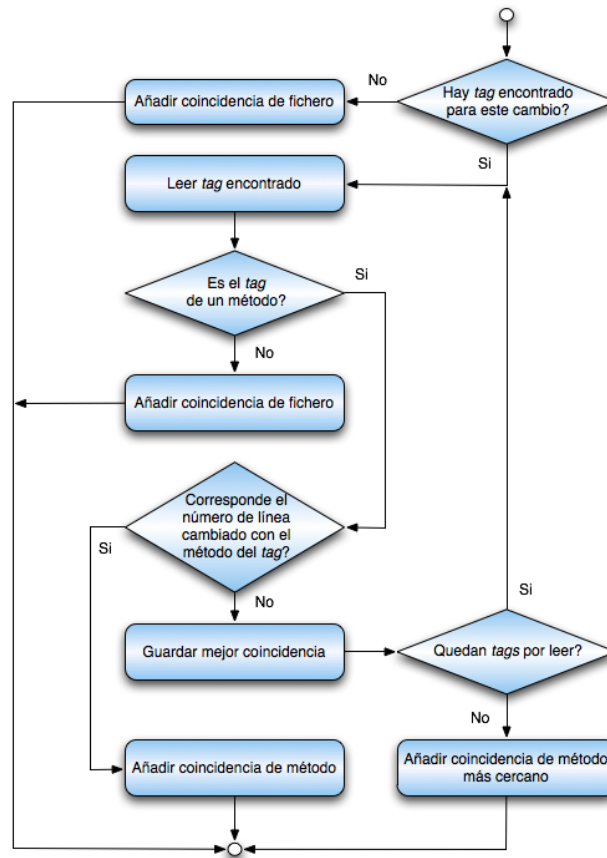 Hay tag encontrado
para este cambio?
No
Añadir coincidencia de fichero
Si
Leer tag encontrado
Es el tag
de un método?
Si
No
Añadir coincidencia de fichero
Corresponde el
número de línea
cambiado con el
método del tag?
Si
No
Guardar mejor coincidencia
Quedan tags por leer?
Si
No
Añadir coincidencia de método
Añadir coincidencia de método
más cercano